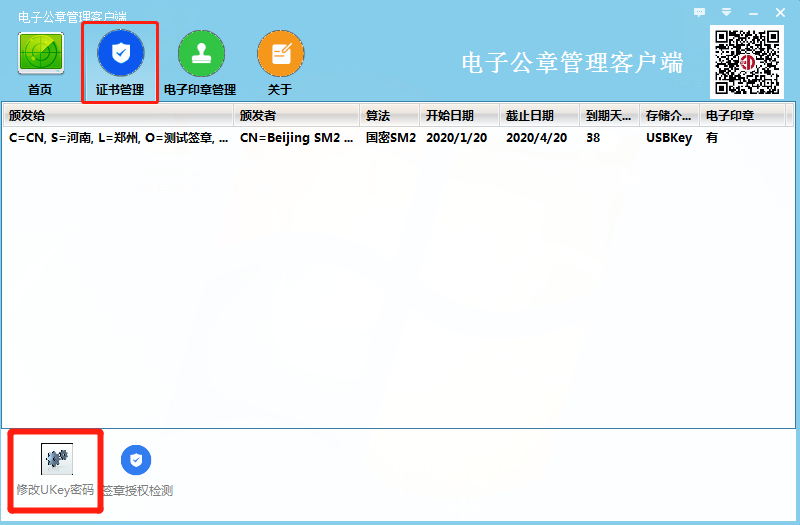 电子公章管理客户端
首页
证书管理
电子印章管理
关于
电子公章管理客户端
颁发给 颁发者 算法 开始日期 截止日期 到期天... 存储介... 电子印章
C=CN, S=河南, L=郑州, O=测试签章, ... CN=Beijing SM2 ... 国密SM2 2020/1/20 2020/4/20 38 USBKey 有
修改UKey密码
签章授权检测